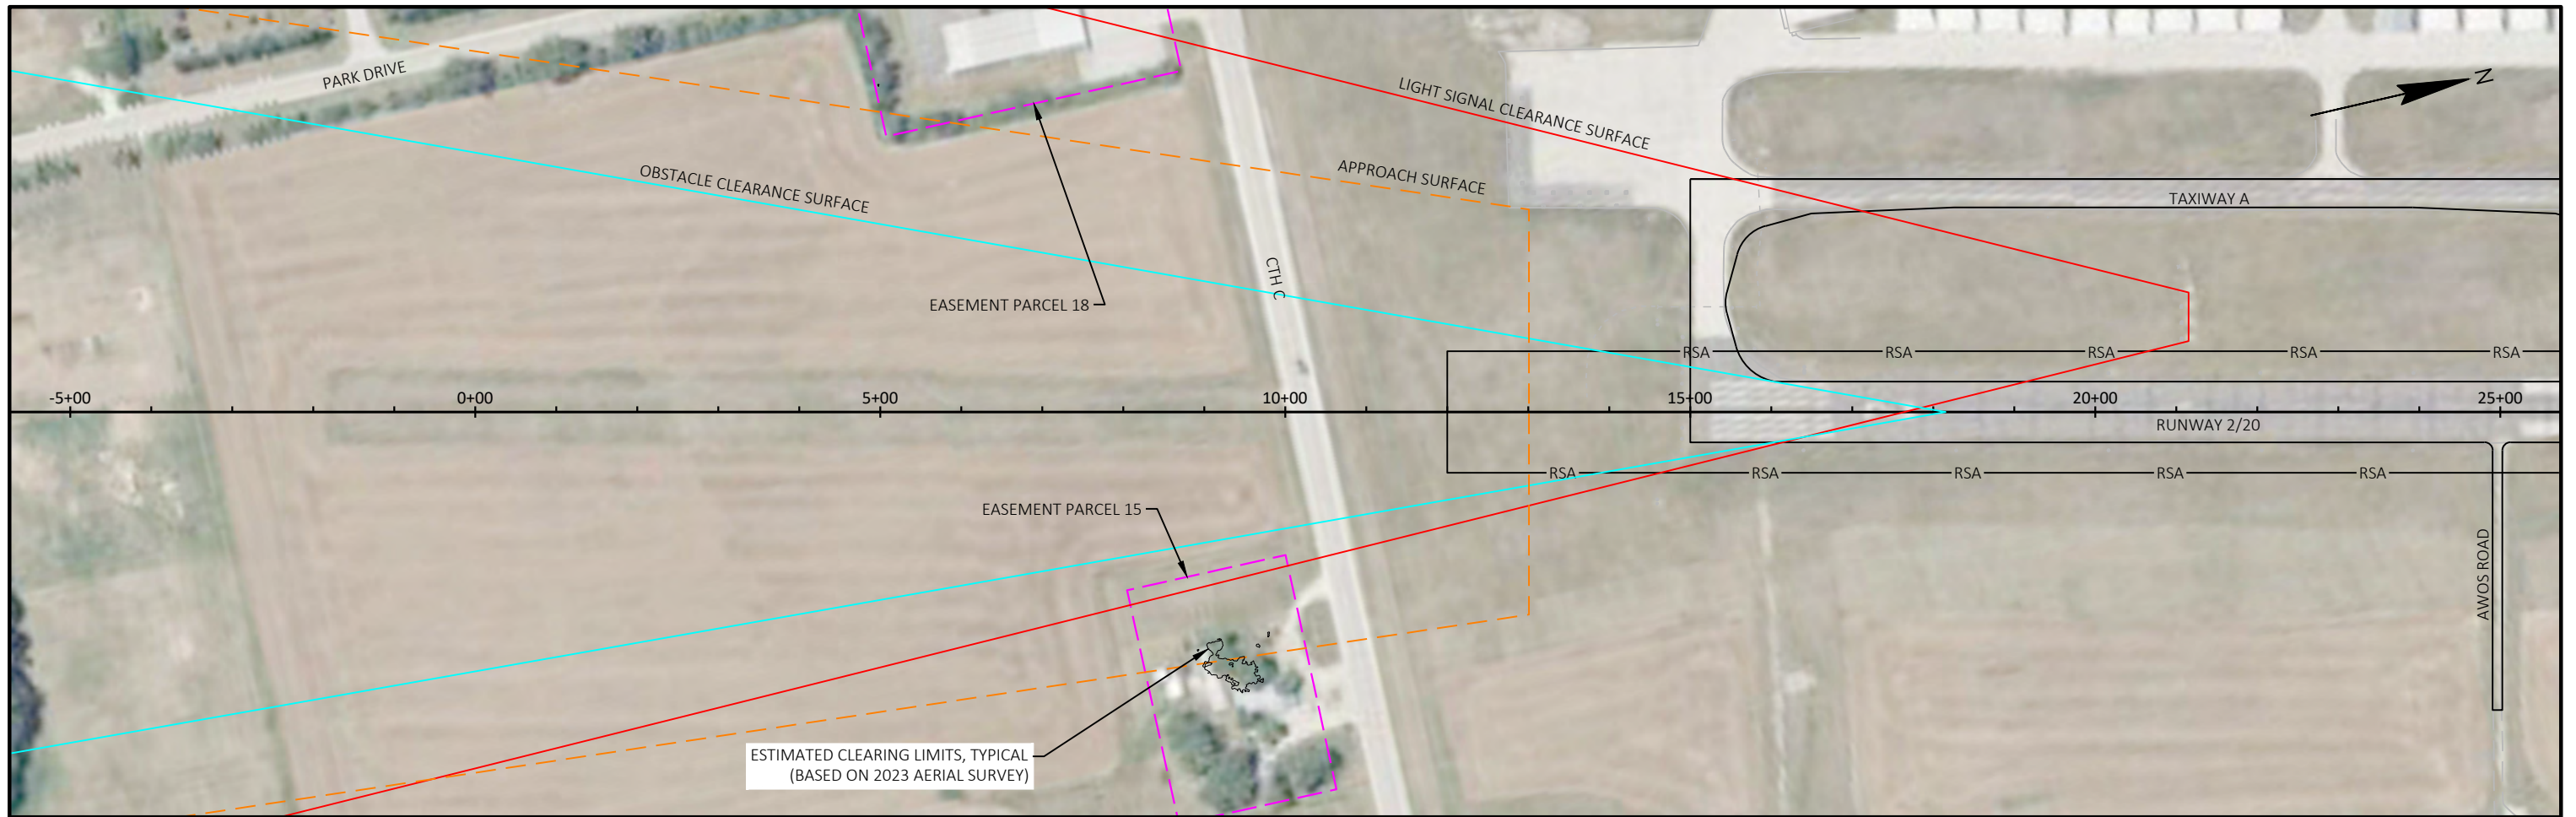 PARK DRIVE
N
LIGHT SIGNAL CLEARANCE SURFACE
OBSTACLE CLEARANCE SURFACE
APPROACH SURFACE
TAXIWAY A
CTH C
EASEMENT PARCEL 18
RSA RSA RSA RSA RSA
-5+00 0+00 5+00 10+00 15+00 20+00 25+00
RUNWAY 2/20
RSA RSA RSA RSA RSA
EASEMENT PARCEL 15
AWOS ROAD
ESTIMATED CLEARING LIMITS, TYPICAL
(BASED ON 2023 AERIAL SURVEY)